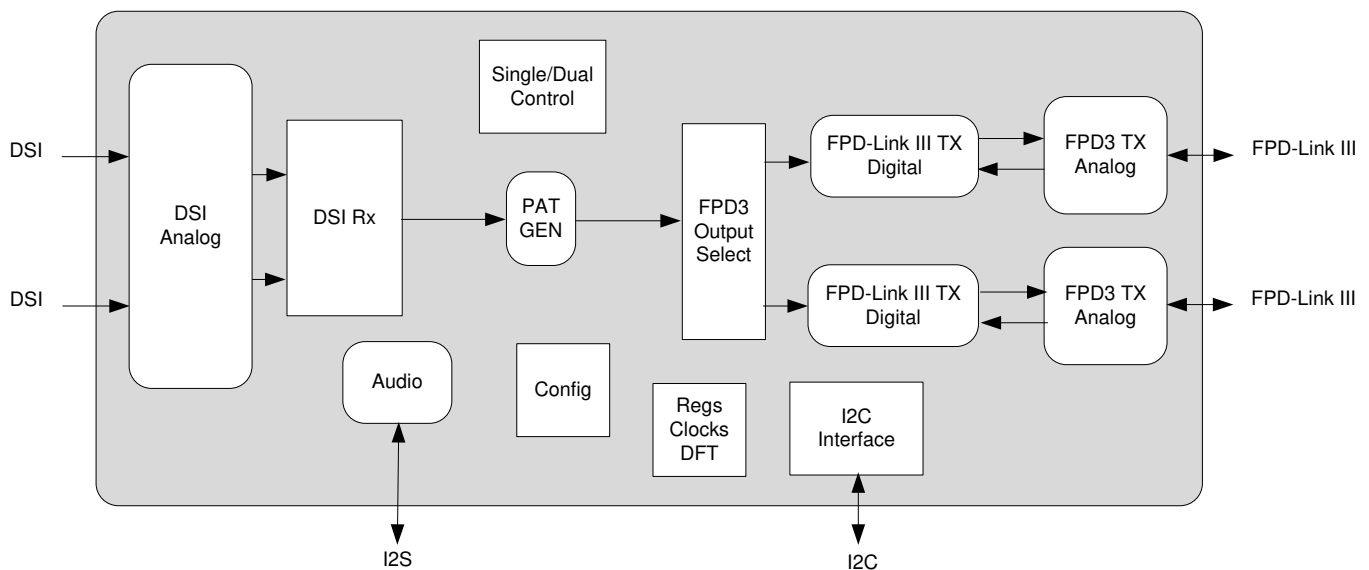 Single/Dual
Control
DSI
DSI
DSI
Analog
DSI Rx
PAT
GEN
FPD3
Output
Select
FPD-Link III TX
Digital
FPD3 TX
Analog
FPD-Link III
FPD-Link III TX
Digital
FPD3 TX
Analog
FPD-Link III
Audio
Config
Regs
Clocks
DFT
I2C
Interface
I2S
I2C